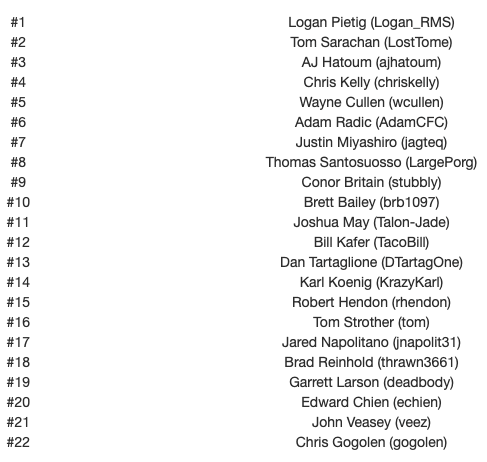 #1 Logan Pietig (Logan_RMS)
#2 Tom Sarachan (LostTome)
#3 AJ Hatoum (ajhatoum)
#4 Chris Kelly (chriskelly)
#5 Wayne Cullen (wcullen)
#6 Adam Radic (AdamCFC)
#7 Justin Miyashiro (jagteq)
#8 Thomas Santosuosso (LargePorg)
#9 Conor Britain (stubbly)
#10 Brett Bailey (brb1097)
#11 Joshua May (Talon-Jade)
#12 Bill Kafer (TacoBill)
#13 Dan Tartaglione (DTartagOne)
#14 Karl Koenig (KrazyKarl)
#15 Robert Hendon (rhendon)
#16 Tom Strother (tom)
#17 Jared Napolitano (jnapolit31)
#18 Brad Reinhold (thrawn3661)
#19 Garrett Larson (deadbody)
#20 Edward Chien (echien)
#21 John Veasey (veez)
#22 Chris Gogolen (gogolen)